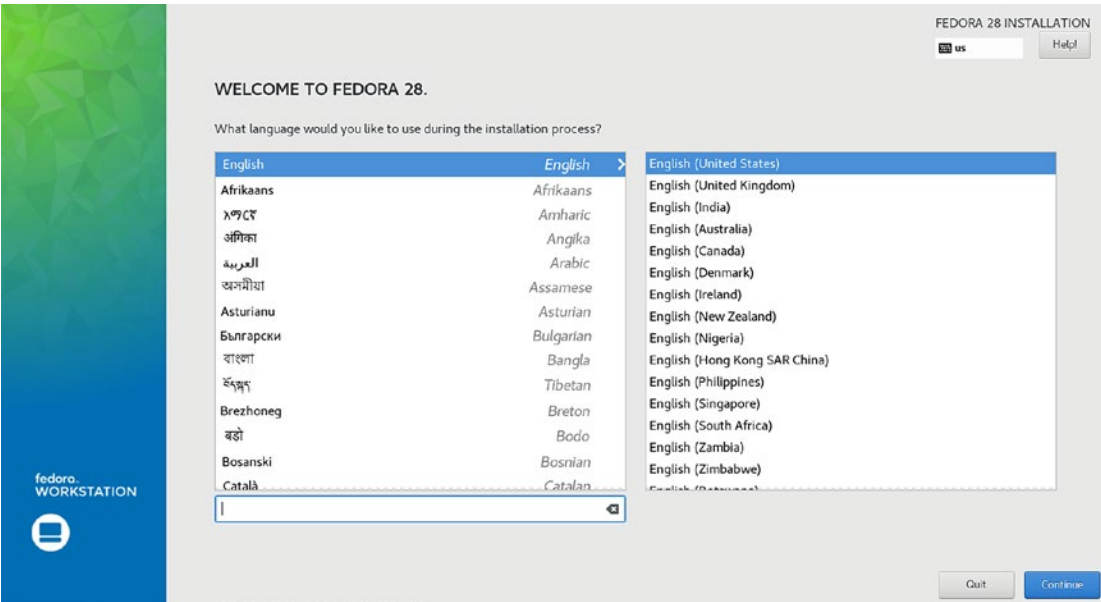 FEDORA 28 INSTALLATION
us
Help!
WELCOME TO FEDORA 28.
What language would you like to use during the installation process?
English English
Afrikaans Afrikaans
አማርኛ Amharic
अंगिका Angika
العربية Arabic
অসমীয়া Assamese
Asturianu Asturian
Български Bulgarian
বাংলা Bangla
Tibetan
Brezhoneg Breton
बडो Bodo
Bosanski Bosnian
Català Catalan
English (United States)
English (United Kingdom)
English (India)
English (Australia)
English (Canada)
English (Denmark)
English (Ireland)
English (New Zealand)
English (Nigeria)
English (Hong Kong SAR China)
English (Philippines)
English (Singapore)
English (South Africa)
English (Zambia)
English (Zimbabwe)
English (Botswana)
fedora.
WORKSTATION
Quit
Continue